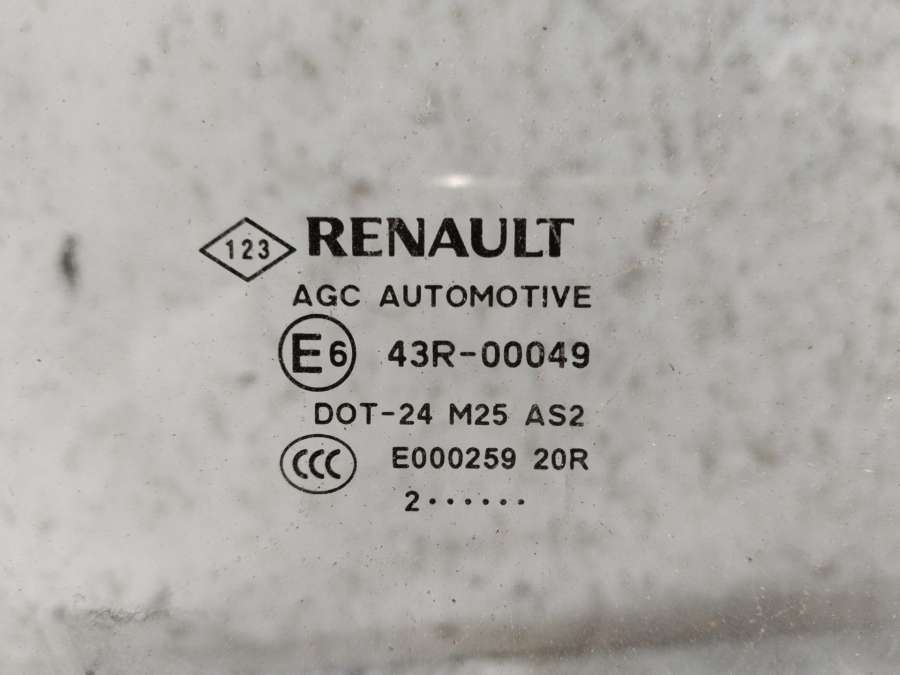 123 RENAULT
AGC AUTOMOTIVE
E6 43R-00049
DOT-24 M25 AS2
CCC E000259 20R
2······